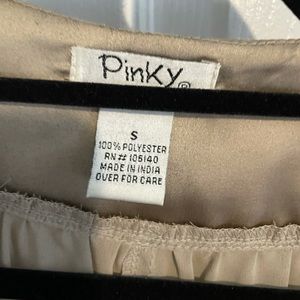 Pinky®
S
100% POLYESTER
RN# 105140
MADE IN INDIA
OVER FOR CARE